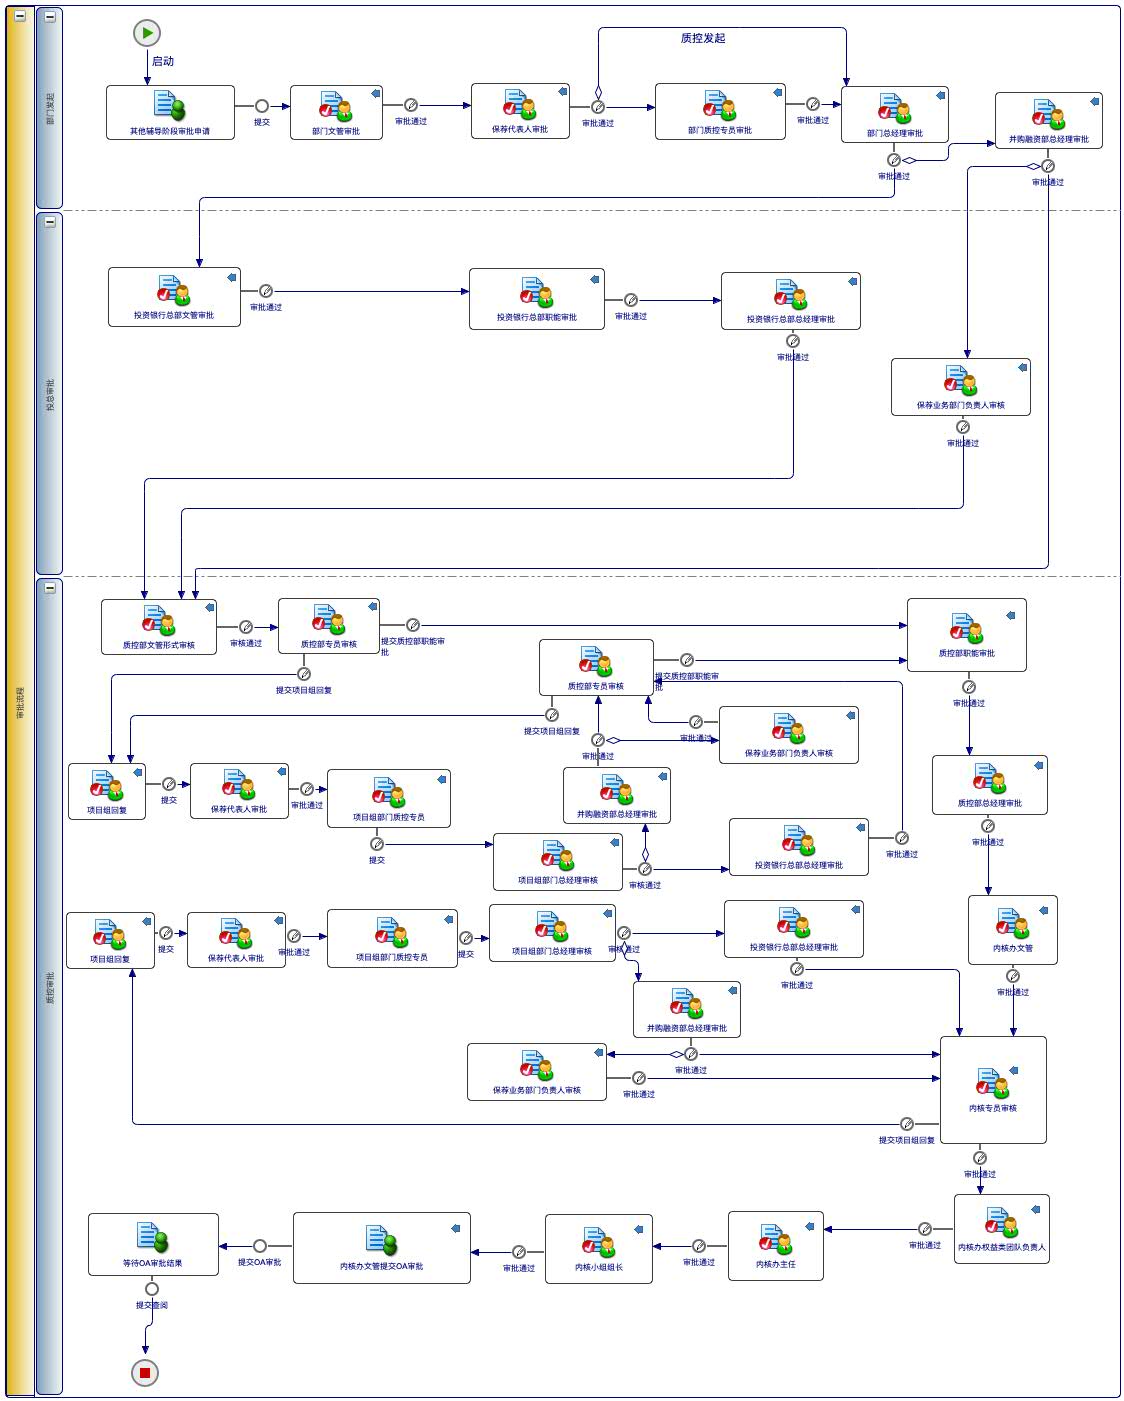 审批流程
部门发起
启动
质控发起
其他辅导阶段审批申请
提交
部门文管审批
审批通过
保荐代表人审批
审批通过
部门质控专员审批
审批通过
部门总经理审批
审批通过
并购融资部总经理审批
审批通过
投总审批
投资银行总部文管审批
审批通过
投资银行总部职能审批
审批通过
投资银行总部总经理审批
审批通过
保荐业务部门负责人审核
审批通过
质控审批
质控部文管形式审核
审核通过
质控部专员审核
提交质控部职能审
批
提交项目组回复
质控部职能审批
审批通过
质控部专员审核
提交质控部职能审
批
提交项目组回复
审批通过
审批通过
保荐业务部门负责人审核
项目组回复
提交
保荐代表人审批
审批通过
项目组部门质控专员
提交
并购融资部总经理审批
质控部总经理审批
审批通过
项目组部门总经理审核
审核通过
投资银行总部总经理审批
审批通过
项目组回复
提交
保荐代表人审批
审批通过
项目组部门质控专员
提交
项目组部门总经理审核
审核通过
投资银行总部总经理审批
审批通过
内核办文管
审批通过
并购融资部总经理审批
审批通过
保荐业务部门负责人审核
审批通过
内核专员审核
提交项目组回复
审批通过
内核办权益类团队负责人
审批通过
内核办主任
审批通过
内核小组组长
审批通过
内核办文管提交OA审批
提交OA审批
等待OA审批结果
提交查阅